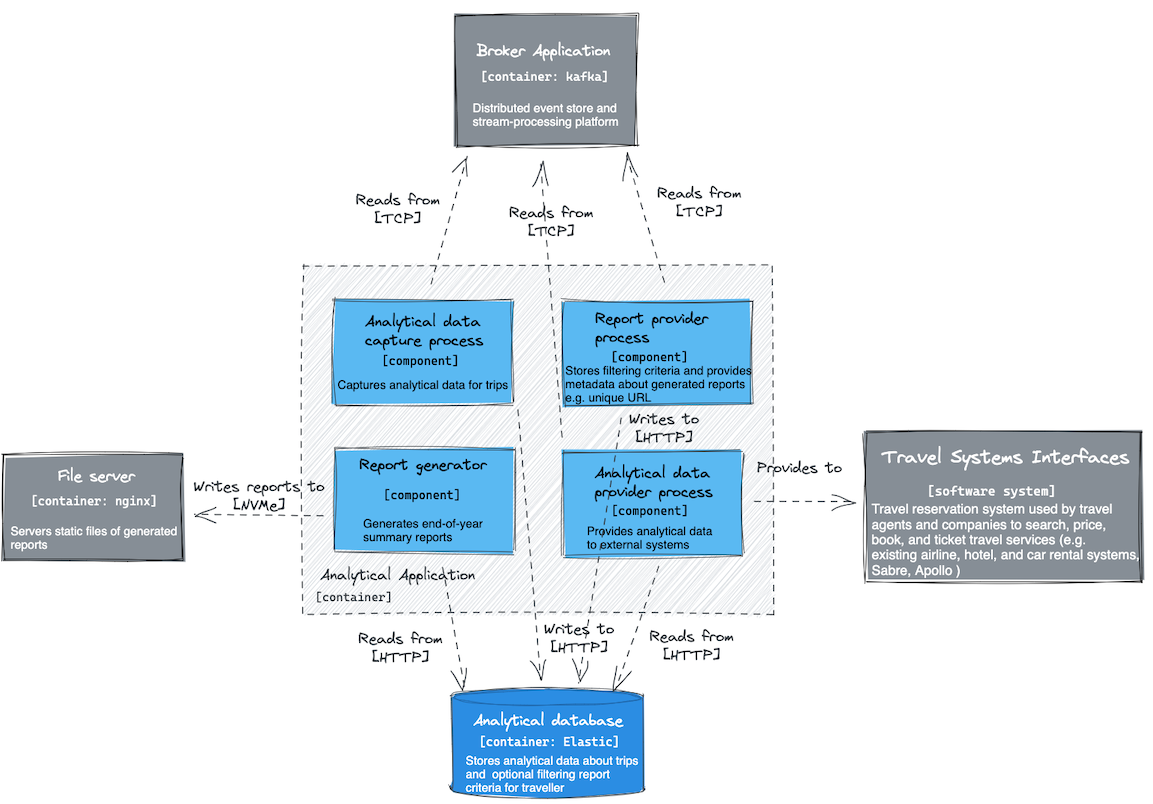 Broker Application
[container: kafka]
Distributed event store and
stream-processing platform
Reads from
[TCP]
Reads from
[TCP]
Reads from
[TCP]
Analytical data
capture process
[component]
Captures analytical data for trips
Report provider
process
[component]
Stores filtering criteria and provides
metadata about generated reports
e.g. unique URL
Writes to
[HTTP]
File server
[container: nginx]
Servers static files of generated
reports
Writes reports to
[NVMe]
Report generator
[component]
Generates end-of-year
summary reports
Analytical data
provider process
[component]
Provides analytical data
to external systems
Provides to
Travel Systems Interfaces
[software system]
Travel reservation system used by travel
agents and companies to search, price,
book, and ticket travel services (e.g.
existing airline, hotel, and car rental systems,
Sabre, Apollo )
Analytical Application
[container]
Reads from
[HTTP]
Writes to
[HTTP]
Reads from
[HTTP]
Analytical database
[container: Elastic]
Stores analytical data about trips
and optional filtering report
criteria for traveller